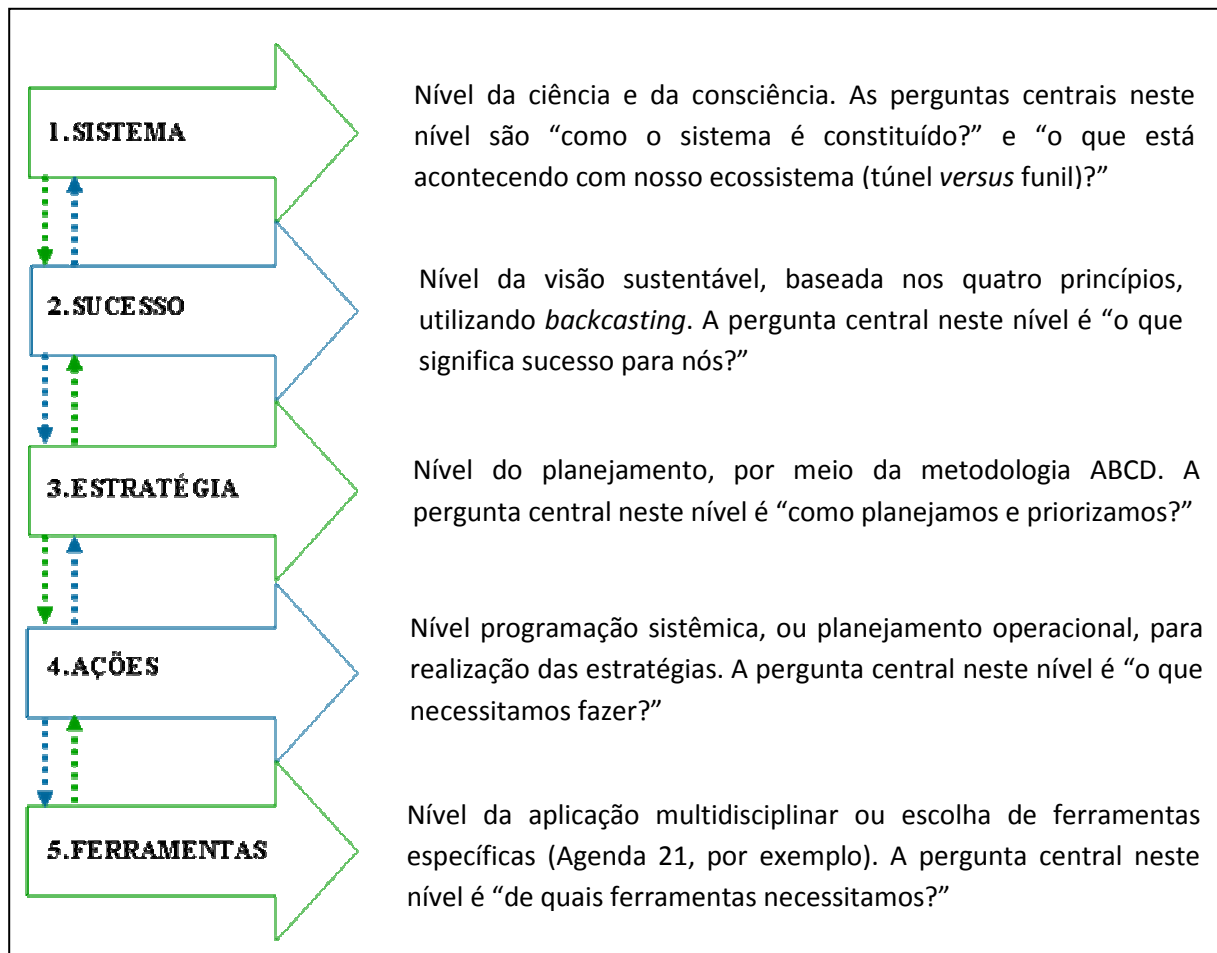 1.SISTEMA
Nível da ciência e da consciência. As perguntas centrais neste
nível são “como o sistema é constituído?” e “o que está
acontecendo com nosso ecossistema (túnel versus funil)?”
2.SUCESSO
Nível da visão sustentável, baseada nos quatro princípios,
utilizando backcasting. A pergunta central neste nível é “o que
significa sucesso para nós?”
3.ESTRATÉGIA
Nível do planejamento, por meio da metodologia ABCD. A
pergunta central neste nível é “como planejamos e priorizamos?”
4.AÇÕES
Nível programação sistêmica, ou planejamento operacional, para
realização das estratégias. A pergunta central neste nível é “o que
necessitamos fazer?”
5.FERRAMENTAS
Nível da aplicação multidisciplinar ou escolha de ferramentas
específicas (Agenda 21, por exemplo). A pergunta central neste
nível é “de quais ferramentas necessitamos?”